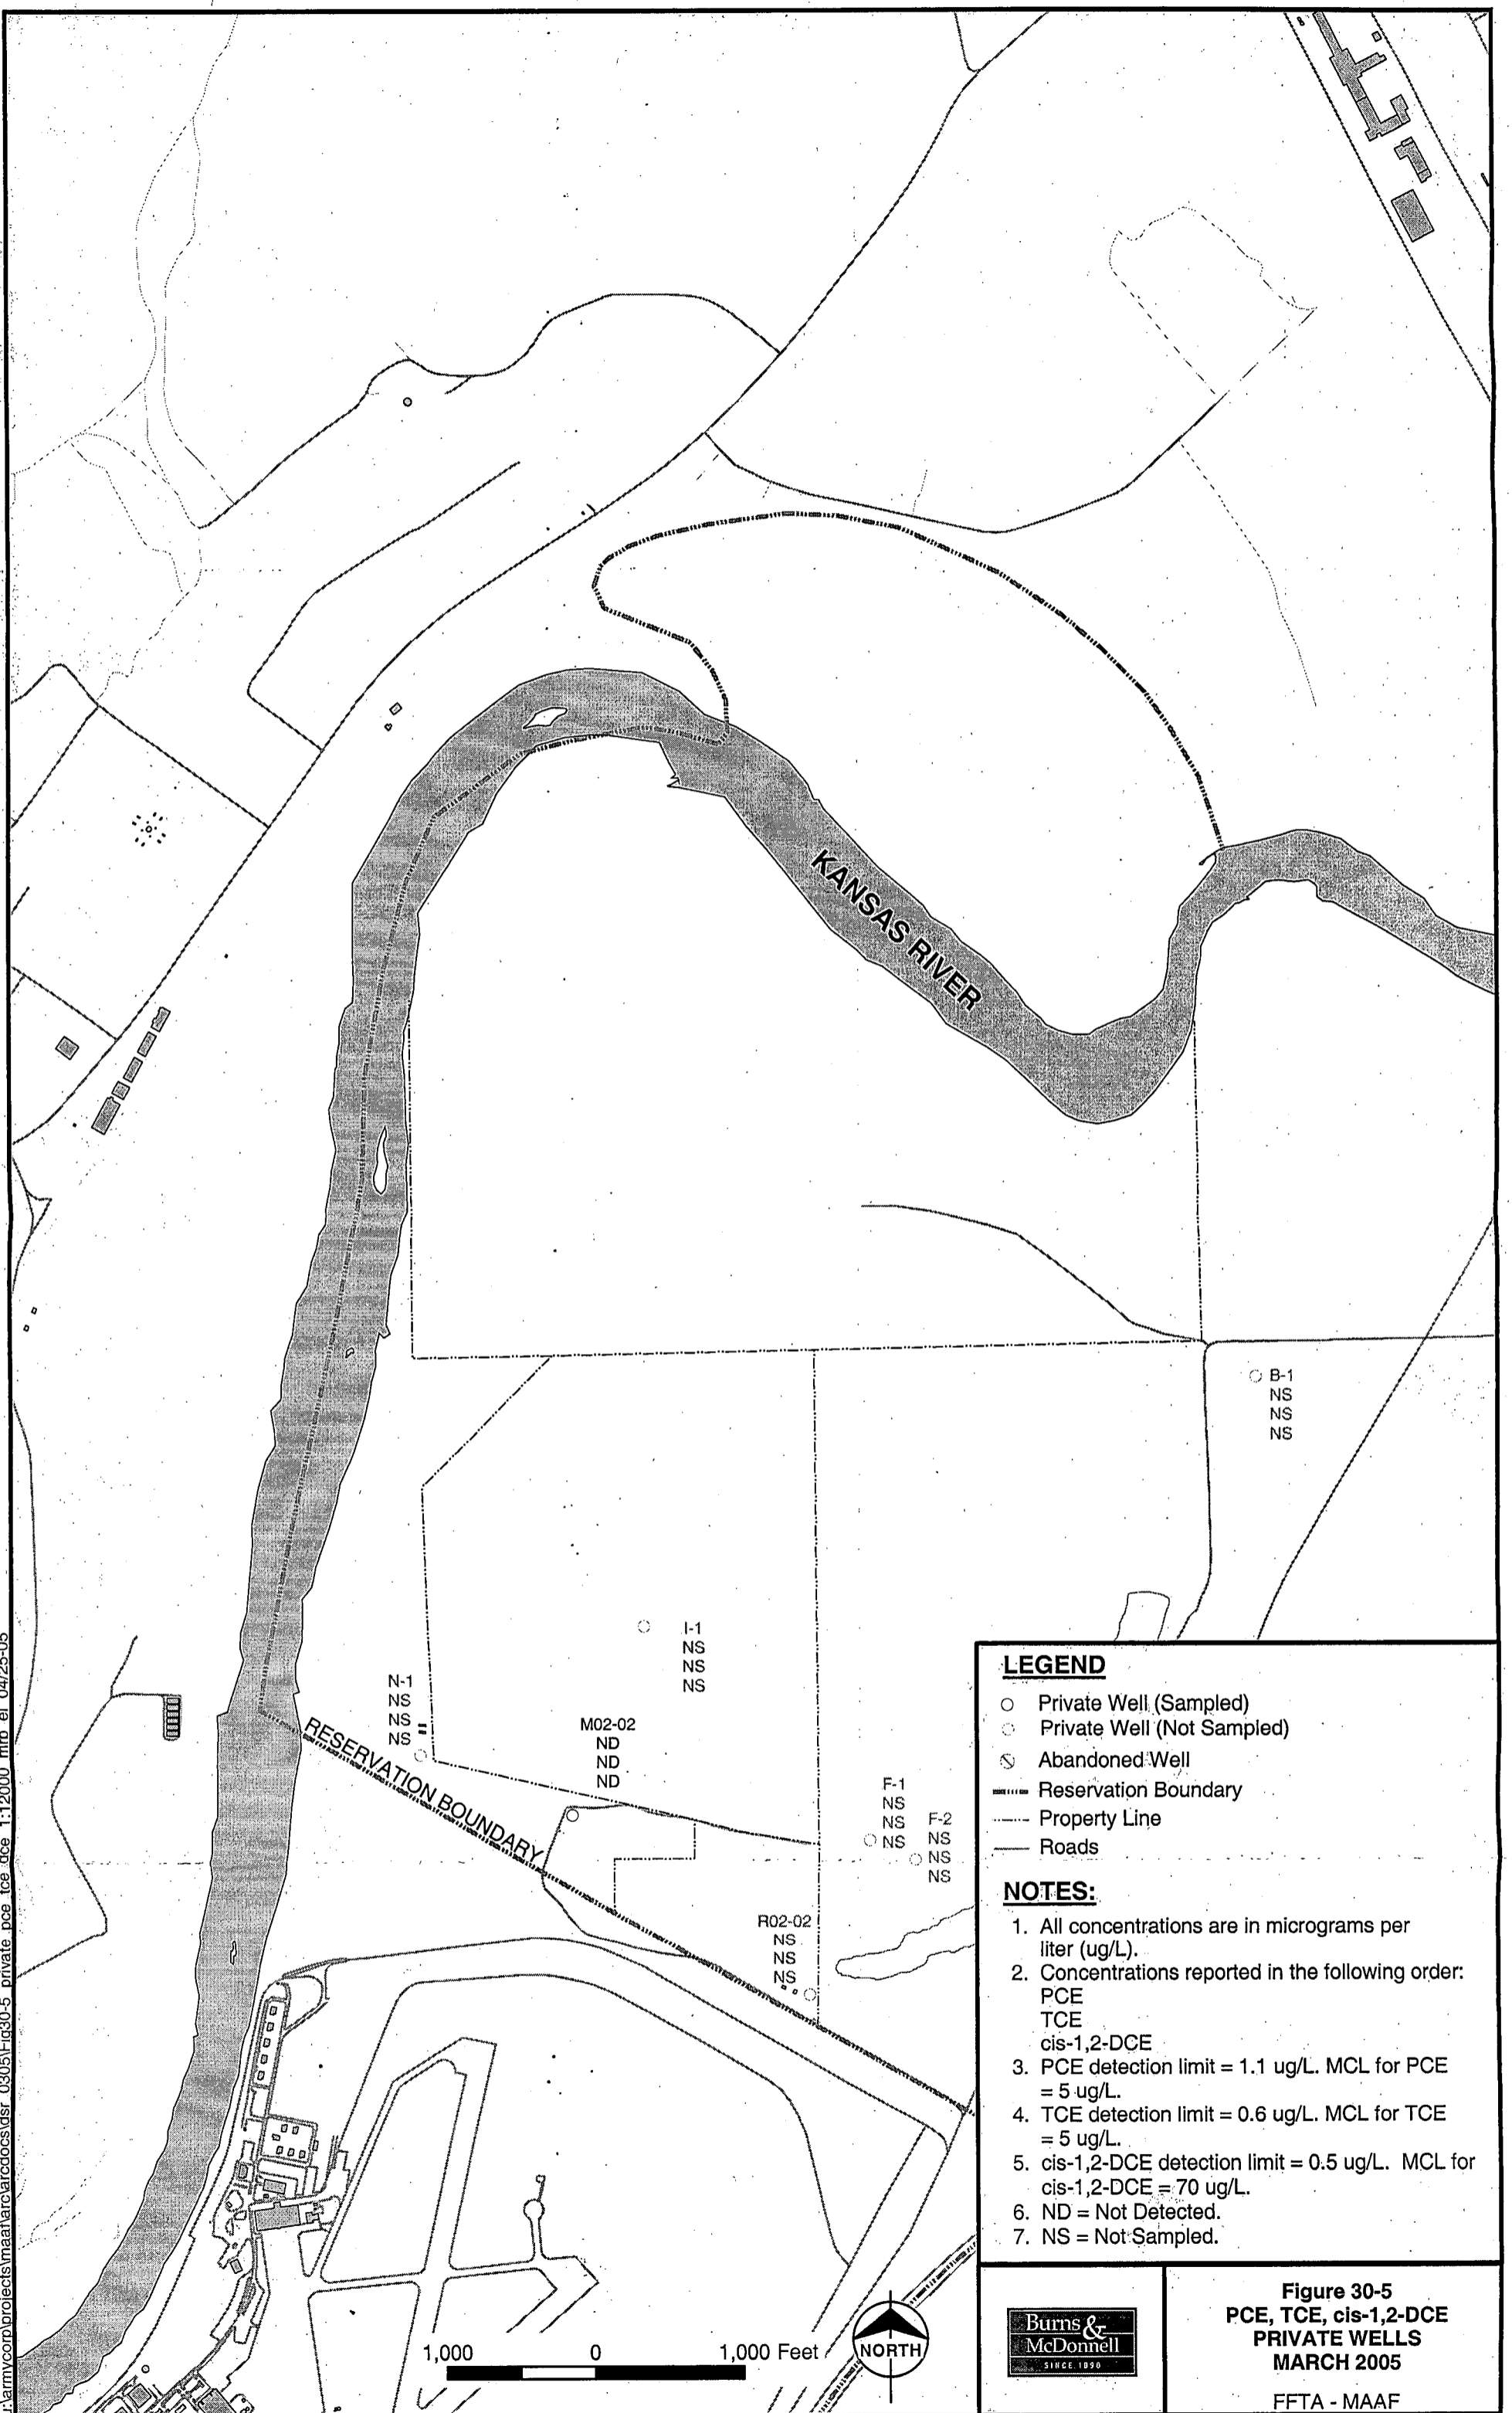 KANSAS RIVER
B-1
NS
NS
NS
I-1
NS
NS
NS
N-1
NS
NS
NS
RESERVATION BOUNDARY
M02-02
ND
ND
ND
F-1
NS
NS
NS
F-2
NS
NS
NS
R02-02
NS
NS
NS
LEGEND
Private Well (Sampled)
Private Well (Not Sampled)
Abandoned Well
Reservation Boundary
Property Line
Roads
NOTES:
1. All concentrations are in micrograms per
liter (ug/L).
2. Concentrations reported in the following order:
PCE
TCE
cis-1,2-DCE
3. PCE detection limit = 1.1 ug/L. MCL for PCE
= 5 ug/L.
4. TCE detection limit = 0.6 ug/L. MCL for TCE
= 5 ug/L.
5. cis-1,2-DCE detection limit = 0.5 ug/L. MCL for
cis-1,2-DCE = 70 ug/L.
6. ND = Not Detected.
7. NS = Not Sampled.
1,000 0 1,000 Feet
NORTH
Burns &
McDonnell
SINCE 1898
Figure 30-5
PCE, TCE, cis-1,2-DCE
PRIVATE WELLS
MARCH 2005
FFTA - MAAF